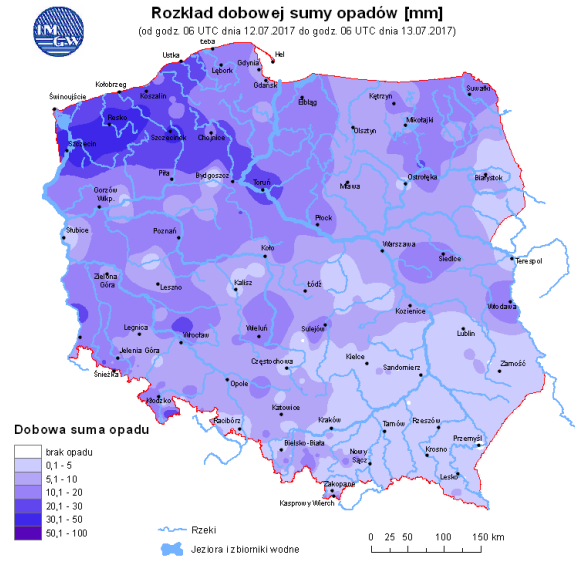 Rozkład dobowej sumy opadów [mm]
(od godz. 06 UTC dnia 12.07.2017 do godz. 06 UTC dnia 13.07.2017)
IM
GW
Łeba
Ustka
Hel
Gdynia
Lębork
Gdańsk
Kołobrzeg
Koszalin
Suwałki
Świnoujście
Elbląg
Kętrzyn
Resko
Mikołajki
Olsztyn
Szczecinek
Chojnice
Szczecin
Piła
Bydgoszcz
Toruń
Mława
Ostrołęka
Białystok
Gorzów
Wlkp.
Płock
Słubice
Poznań
Warszawa
Koło
Siedlce
Terespol
Zielona
Góra
Leszno
Kalisz
Łódź
Kozienice
Włodawa
Legnica
Wrocław
Wieluń
Sulejów
Lublin
Jelenia Góra
Kielce
Częstochowa
Sandomierz
Zamość
Śnieżka
Opole
Kłodzko
Katowice
Racibórz
Kraków
Tarnów
Rzeszów
Przemyśl
Bielsko-Biała
Nowy
Sącz
Krosno
Lesko
Zakopane
Kasprowy Wierch
Dobowa suma opadu
brak opadu
0,1 - 5
5,1 - 10
10,1 - 20
20,1 - 30
30,1 - 50
50,1 - 100
Rzeki
Jeziora i zbiorniki wodne
0 25 50 100 150 km